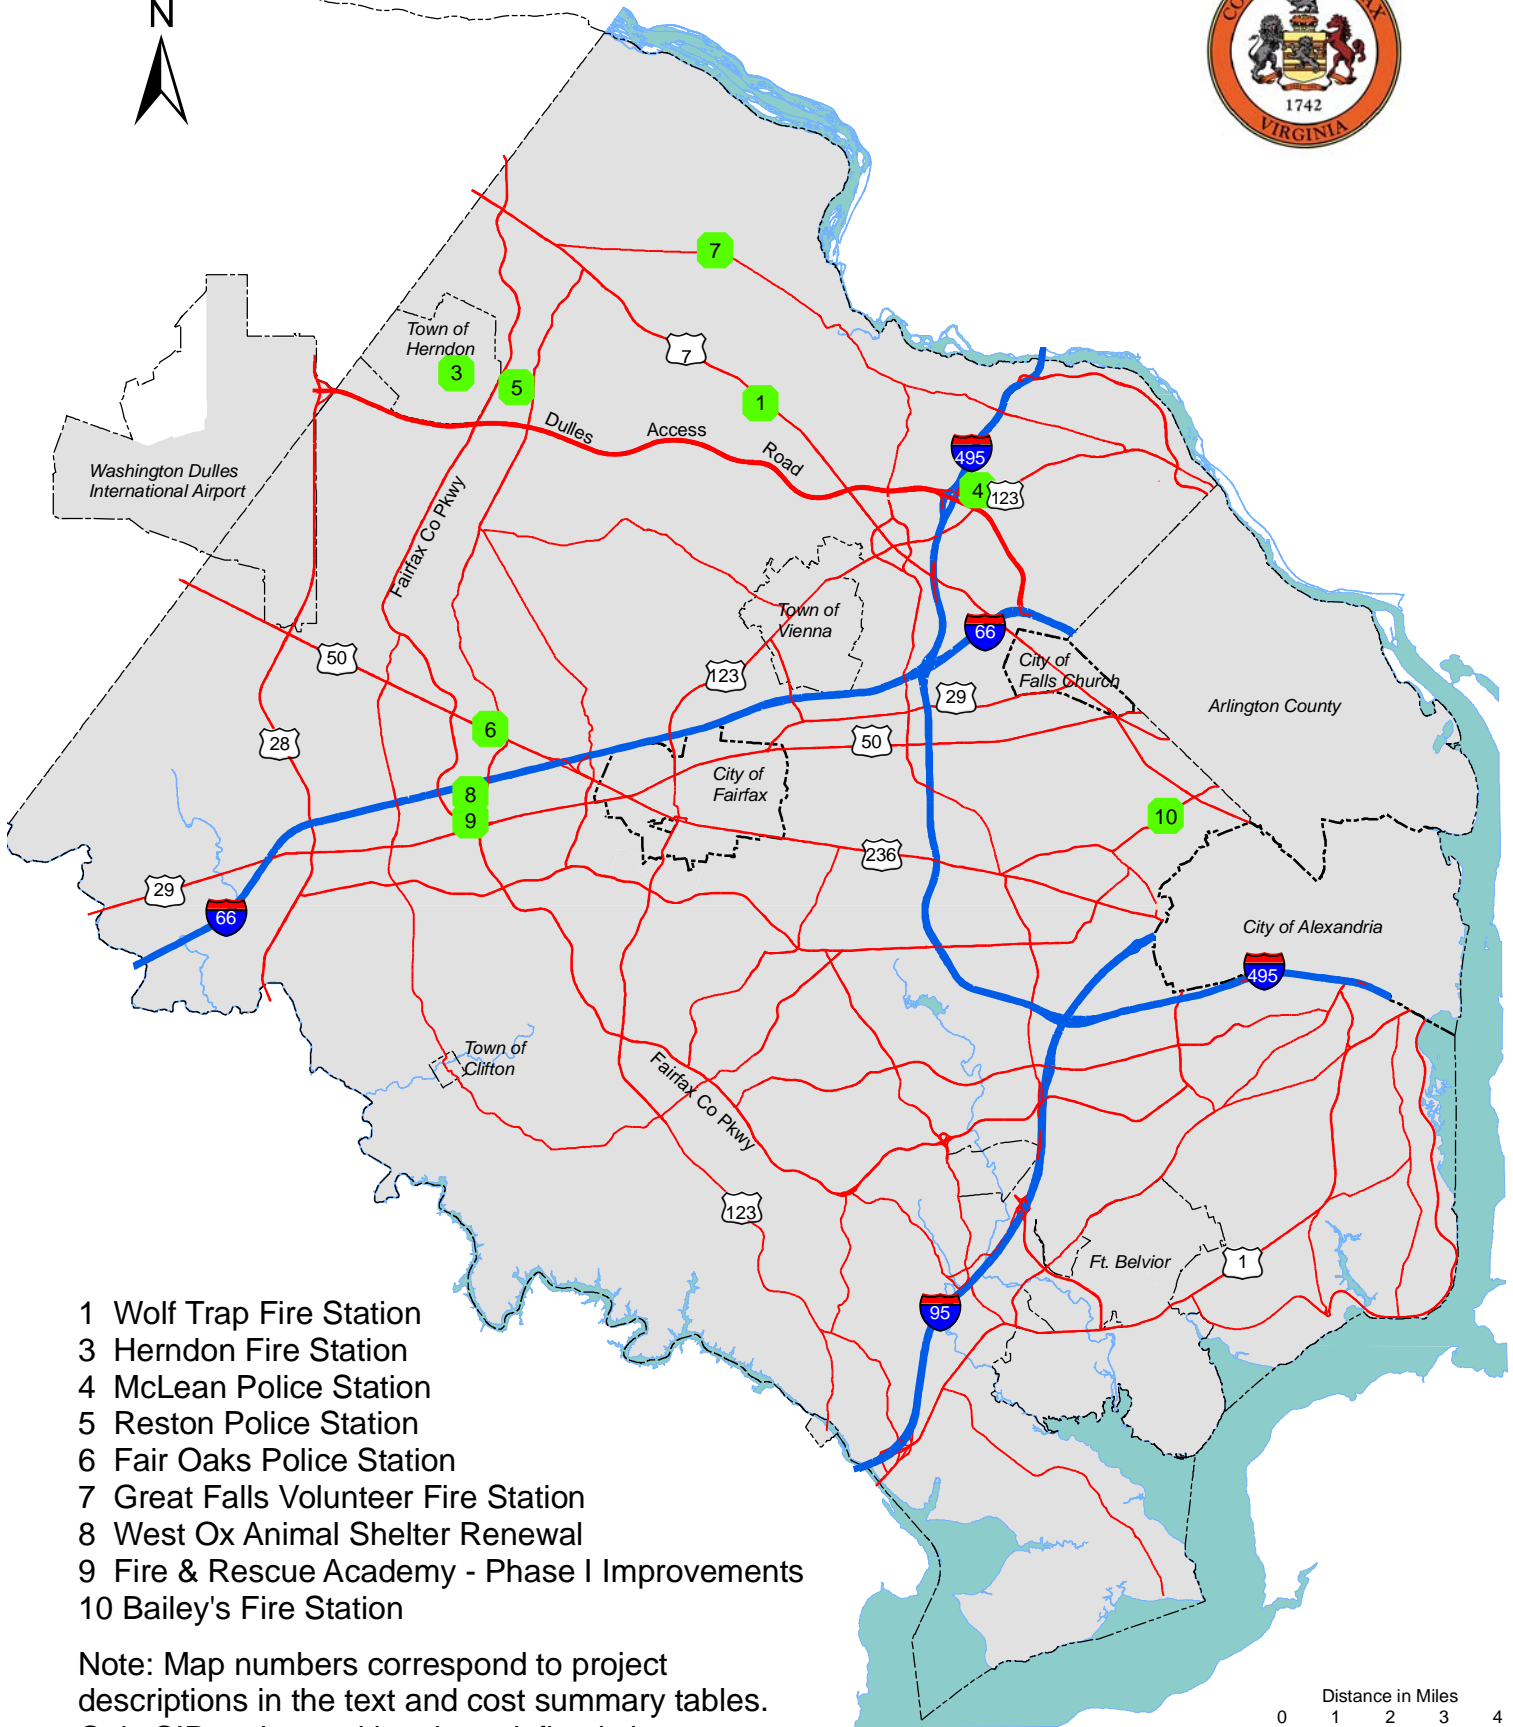 N
1742
VIRGINIA
7
Town of
Herndon
3
5
7
1
Dulles Access Road
495
4
123
Washington Dulles
International Airport
Fairfax Co Pkwy
Town of
Vienna
66
50
123
City of
Falls Church
29
Arlington County
6
28
50
City of
Fairfax
8
9
10
236
29
66
City of Alexandria
495
Town of
Clifton
Fairfax Co Pkwy
123
Ft. Belvior
1
95
1 Wolf Trap Fire Station
3 Herndon Fire Station
4 McLean Police Station
5 Reston Police Station
6 Fair Oaks Police Station
7 Great Falls Volunteer Fire Station
8 West Ox Animal Shelter Renewal
9 Fire & Rescue Academy - Phase I Improvements
10 Bailey's Fire Station
Note: Map numbers correspond to project
descriptions in the text and cost summary tables.
Distance in Miles
0 1 2 3 4